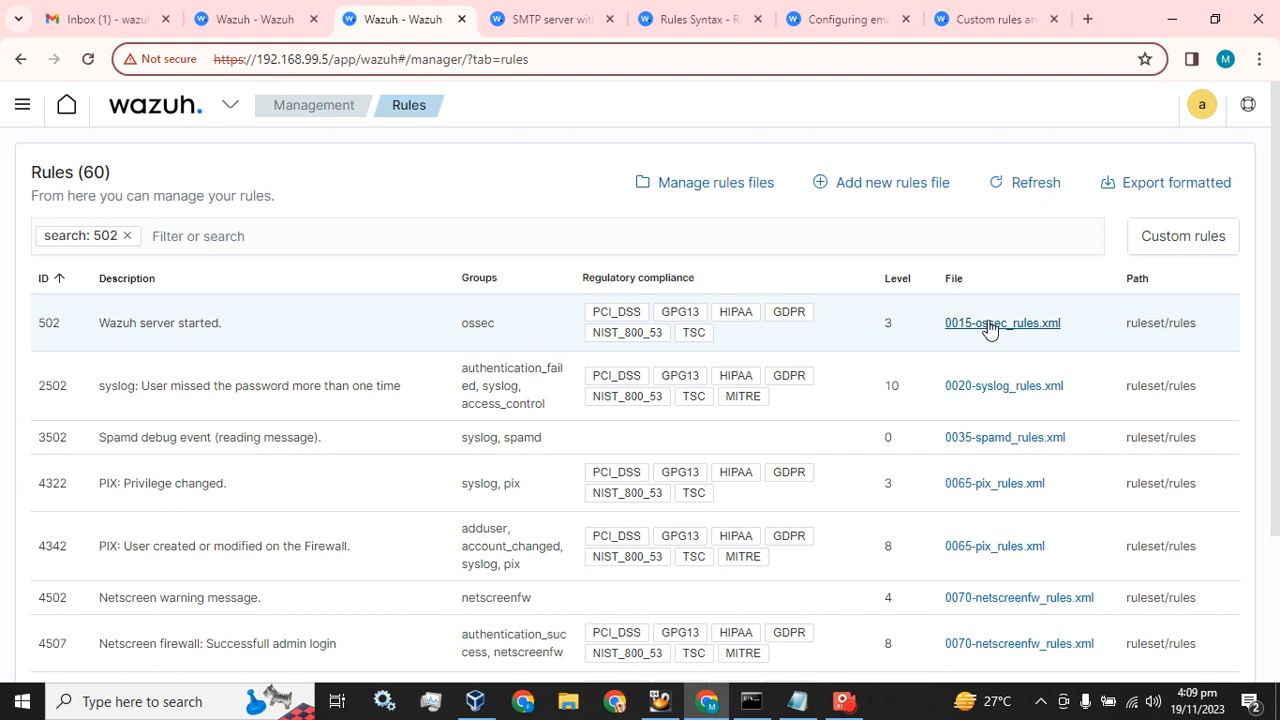 Inbox (1) - wazu
Wazuh - Wazuh
Wazuh - Wazuh
SMTP server wit
Rules Syntax - R
Configuring ema
Custom rules an
Not secure https://192.168.99.5/app/wazuh#/manager/?tab=rules M
wazuh. Management Rules a
Rules (60)
From here you can manage your rules.
Manage rules files Add new rules file Refresh Export formatted
search: 502 Filter or search Custom rules
ID Description Groups Regulatory compliance Level File Path
502 Wazuh server started. ossec PCI_DSS GPG13 HIPAA GDPR NIST_800_53 TSC 3 0015-ossec_rules.xml ruleset/rules
2502 syslog: User missed the password more than one time authentication_fail
ed, syslog,
access_control PCI_DSS GPG13 HIPAA GDPR NIST_800_53 TSC MITRE 10 0020-syslog_rules.xml ruleset/rules
3502 Spamd debug event (reading message). syslog, spamd 0 0035-spamd_rules.xml ruleset/rules
4322 PIX: Privilege changed. syslog, pix PCI_DSS GPG13 HIPAA GDPR NIST_800_53 TSC 3 0065-pix_rules.xml ruleset/rules
4342 PIX: User created or modified on the Firewall. adduser,
account_changed,
syslog, pix PCI_DSS GPG13 HIPAA GDPR NIST_800_53 TSC MITRE 8 0065-pix_rules.xml ruleset/rules
4502 Netscreen warning message. netscreenfw 4 0070-netscreenfw_rules.xml ruleset/rules
4507 Netscreen firewall: Successfull admin login authentication_suc
cess, netscreenfw PCI_DSS GPG13 HIPAA GDPR NIST_800_53 TSC MITRE 8 0070-netscreenfw_rules.xml ruleset/rules
Type here to search 27°C 4:09 pm
19/11/2023 2